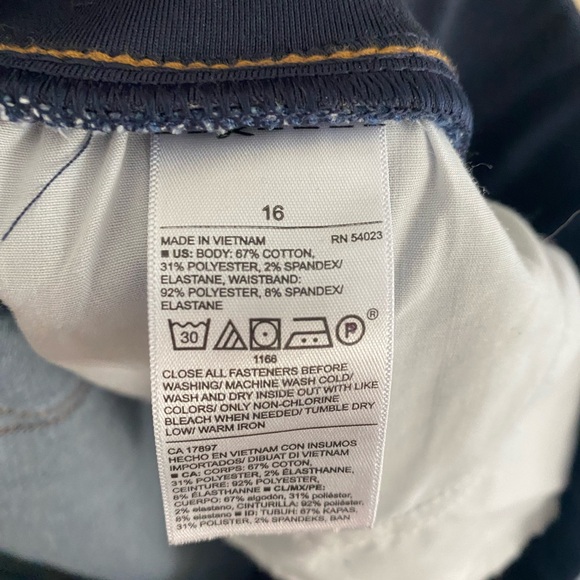 16
MADE IN VIETNAM RN 54023
■ US: BODY: 67% COTTON,
31% POLYESTER, 2% SPANDEX/
ELASTANE, WAISTBAND:
92% POLYESTER, 8% SPANDEX/
ELASTANE
30 P ®
1166
CLOSE ALL FASTENERS BEFORE
WASHING/ MACHINE WASH COLD/
WASH AND DRY INSIDE OUT WITH LIKE
COLORS/ ONLY NON-CHLORINE
BLEACH WHEN NEEDED/ TUMBLE DRY
LOW/ WARM IRON
CA 17897
HECHO EN VIETNAM CON INSUMOS
IMPORTADOS/ DIBUAT DI VIETNAM
■ CA: CORPS: 67% COTON,
31% POLYESTER, 2% ÉLASTHANNE,
CEINTURE: 92% POLYESTER,
8% ÉLASTHANNE ■ CL/MX/PE:
CUERPO: 67% algodón, 31% poliéster,
2% elastano, CINTURILLA: 92% poliéster,
8% elastano ■ ID: TUBUH: 67% KAPAS,
31% POLISTER, 2% SPANDEKS, BAN